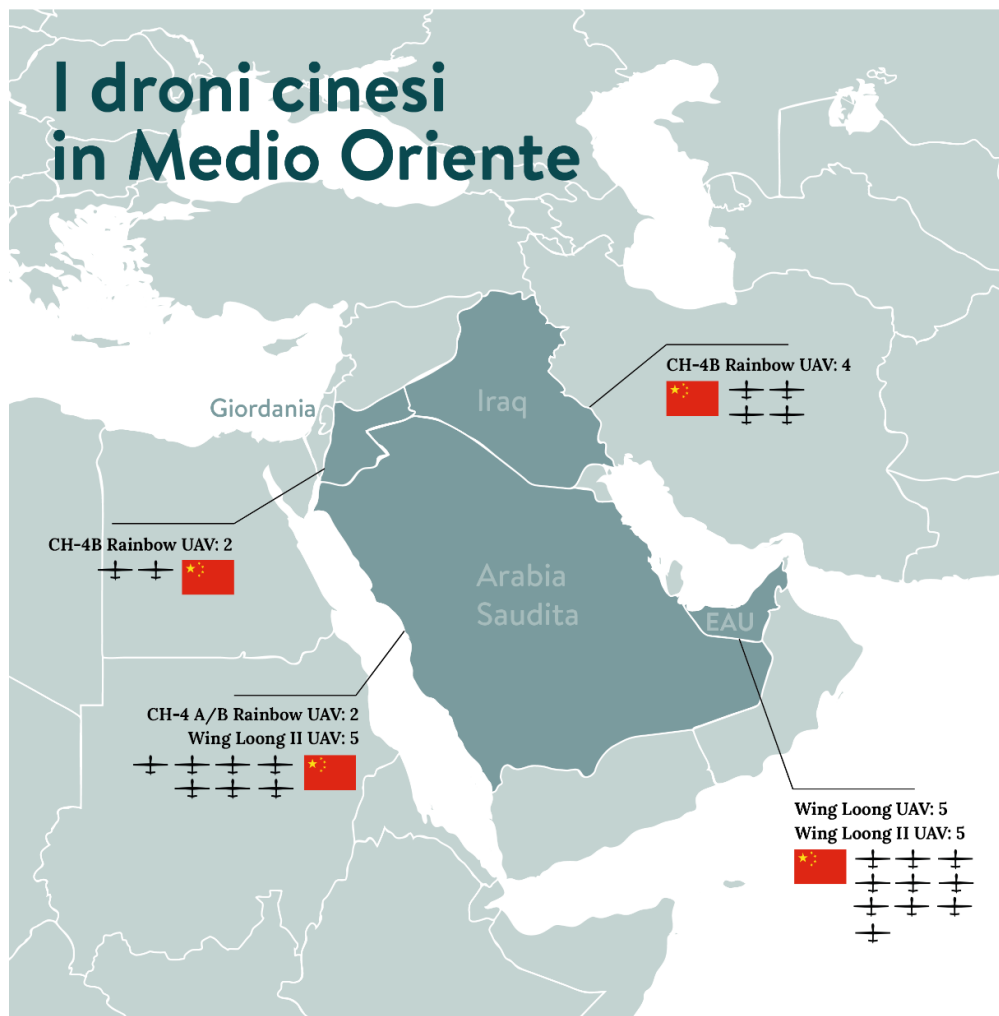 I droni cinesi
in Medio Oriente
CH-4B Rainbow UAV: 4
Iraq
Giordania
CH-4B Rainbow UAV: 2
Arabia
Saudita
EAU
CH-4 A/B Rainbow UAV: 2
Wing Loong II UAV: 5
Wing Loong UAV: 5
Wing Loong II UAV: 5